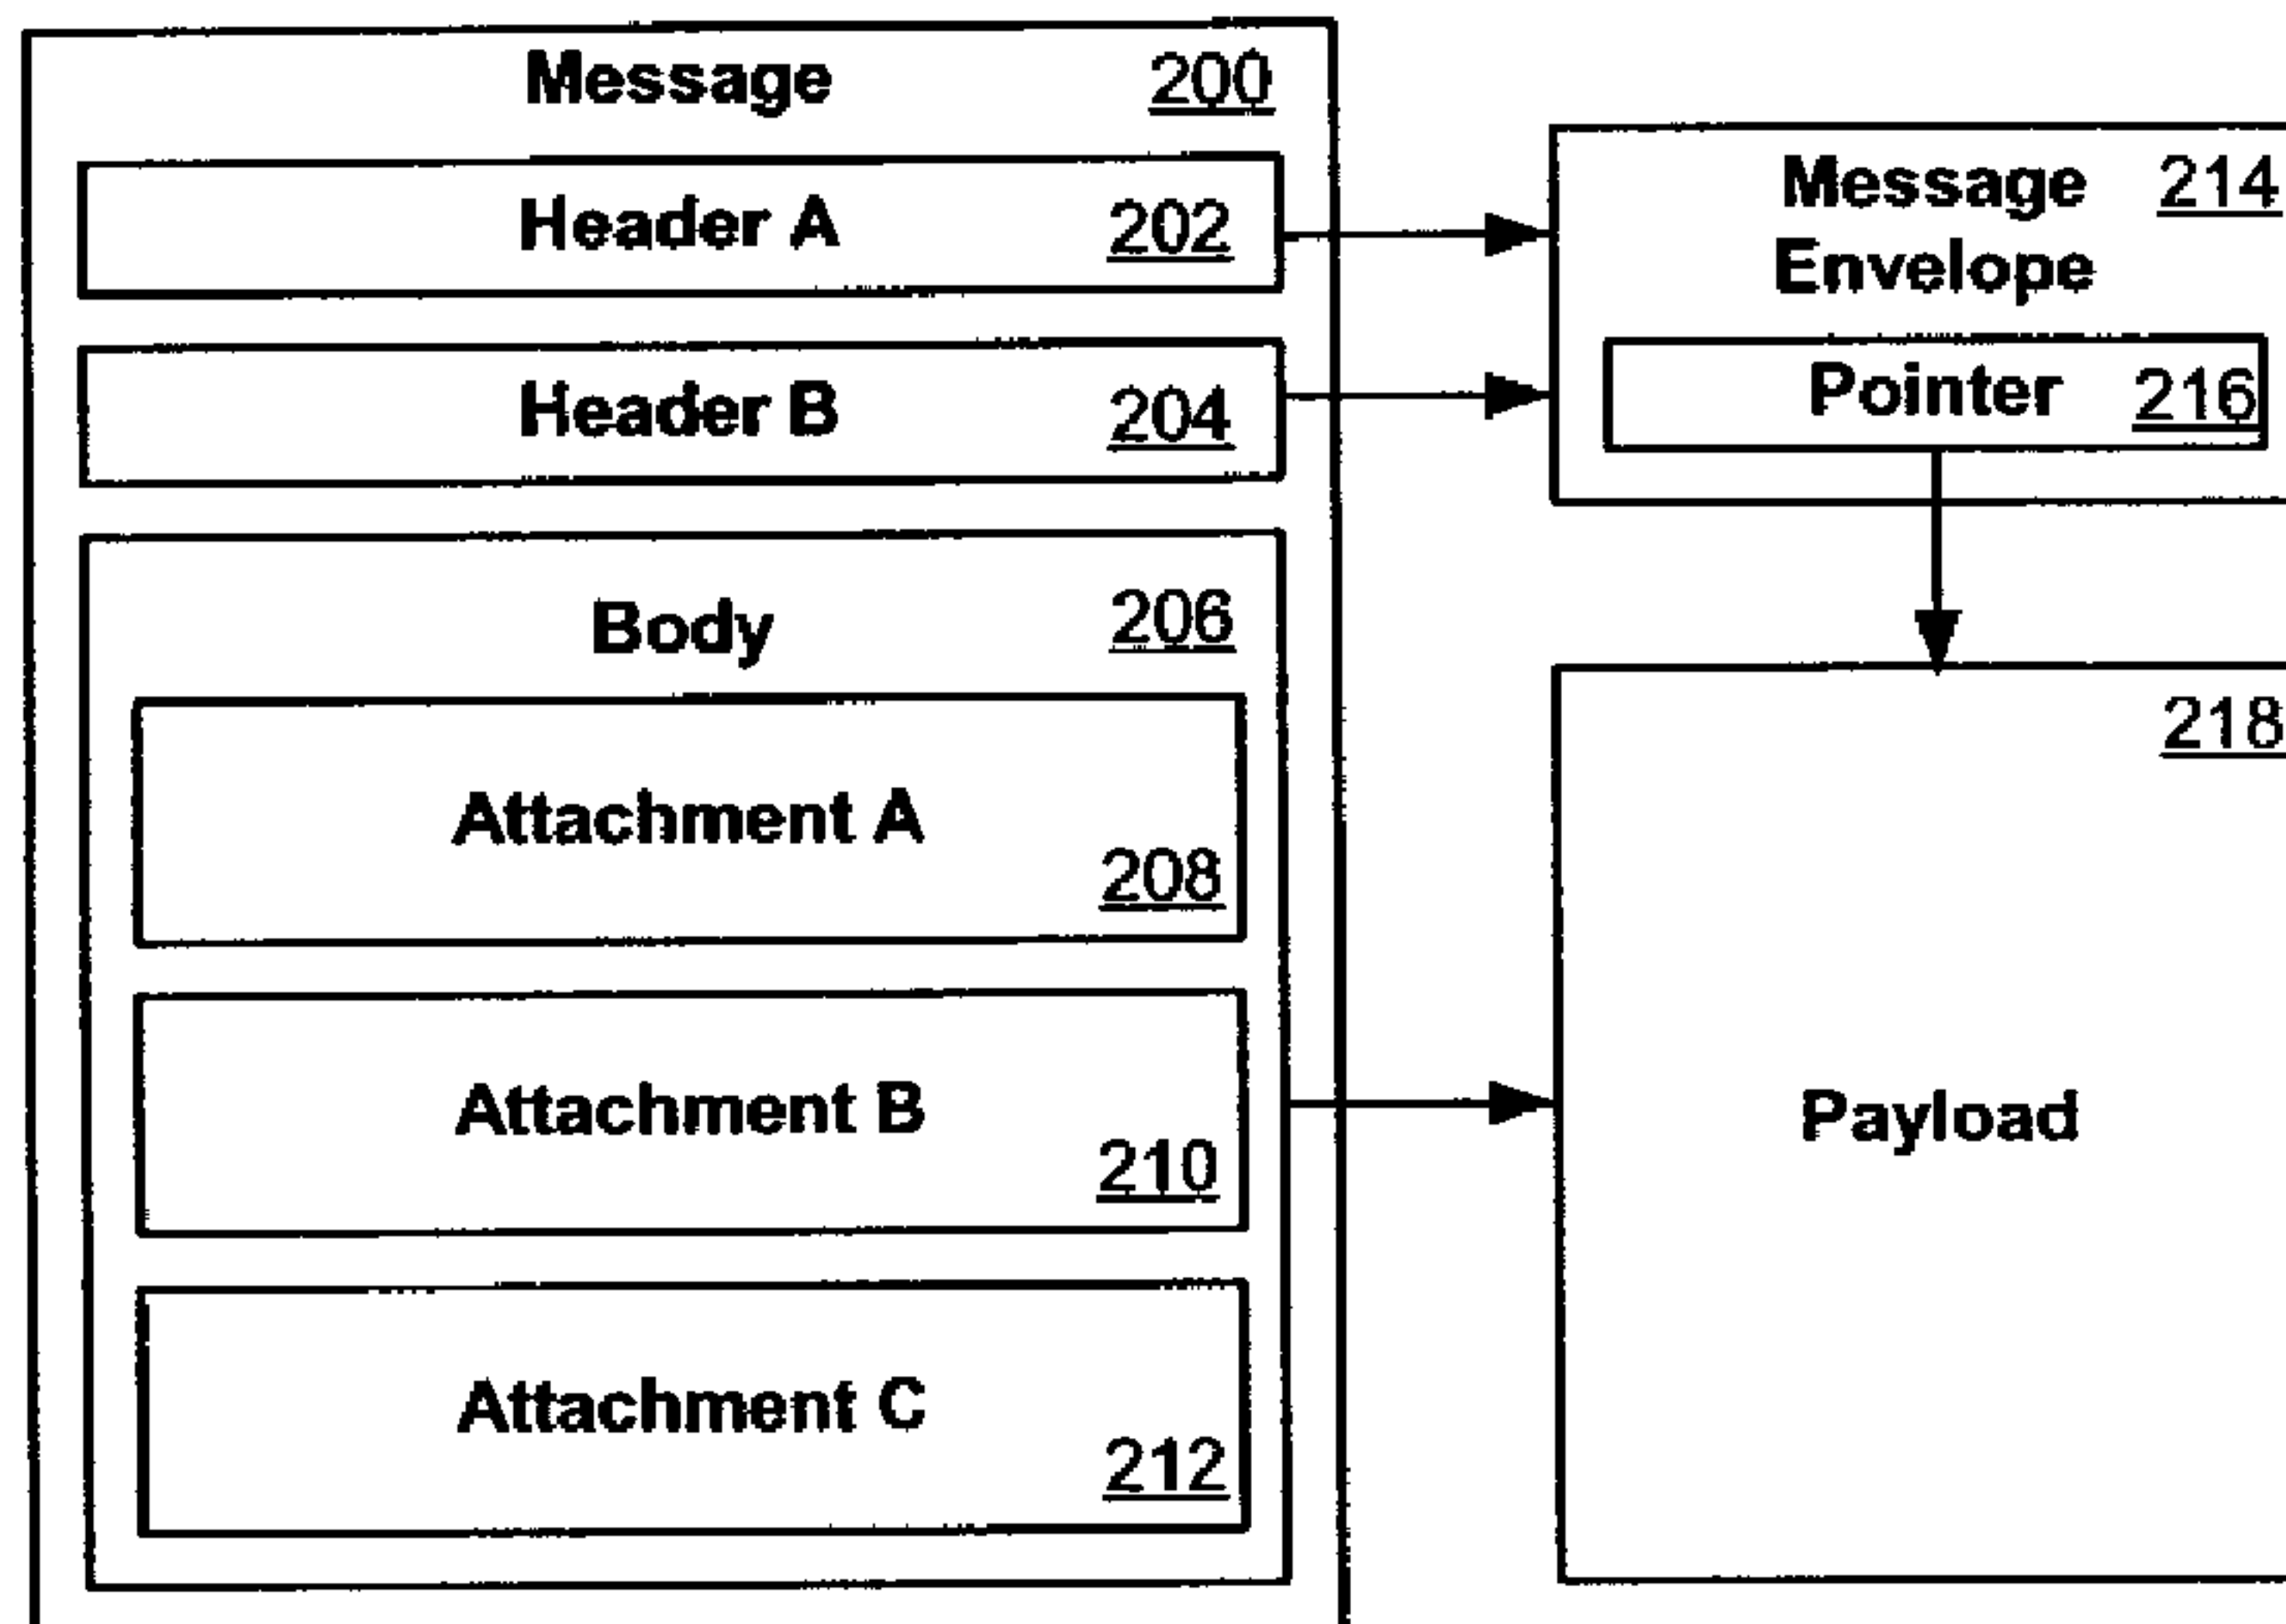 Message 200
Header A 202
Header B 204
Body 206
Attachment A
208
Attachment B
210
Attachment C
212
Message 214
Envelope
Pointer 216
218
Payload